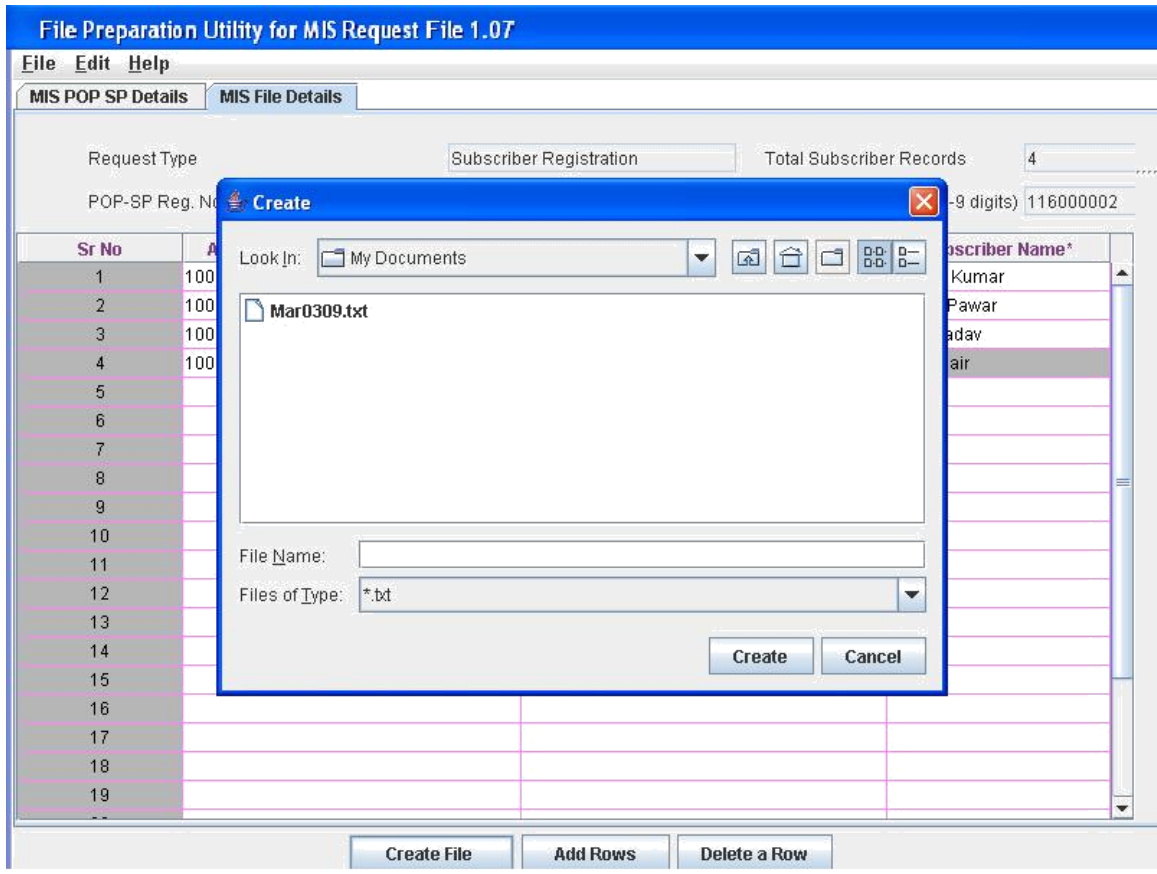 File Preparation Utility for MIS Request File 1.07
File Edit Help
MIS POP SP Details MIS File Details
Request Type Subscriber Registration Total Subscriber Records 4
POP-SP Reg. -9 digits) 116000002
Create
Sr No Name*
Look In: My Documents
1 100 Kumar
2 100 Pawar
3 100
4 100
Mar0309.txt
5
6
7
8
9
10
11
12
13
14
15
16
17
18
19
File Name:
Files of Type: *.txt
Create Cancel
Create File Add Rows Delete a Row